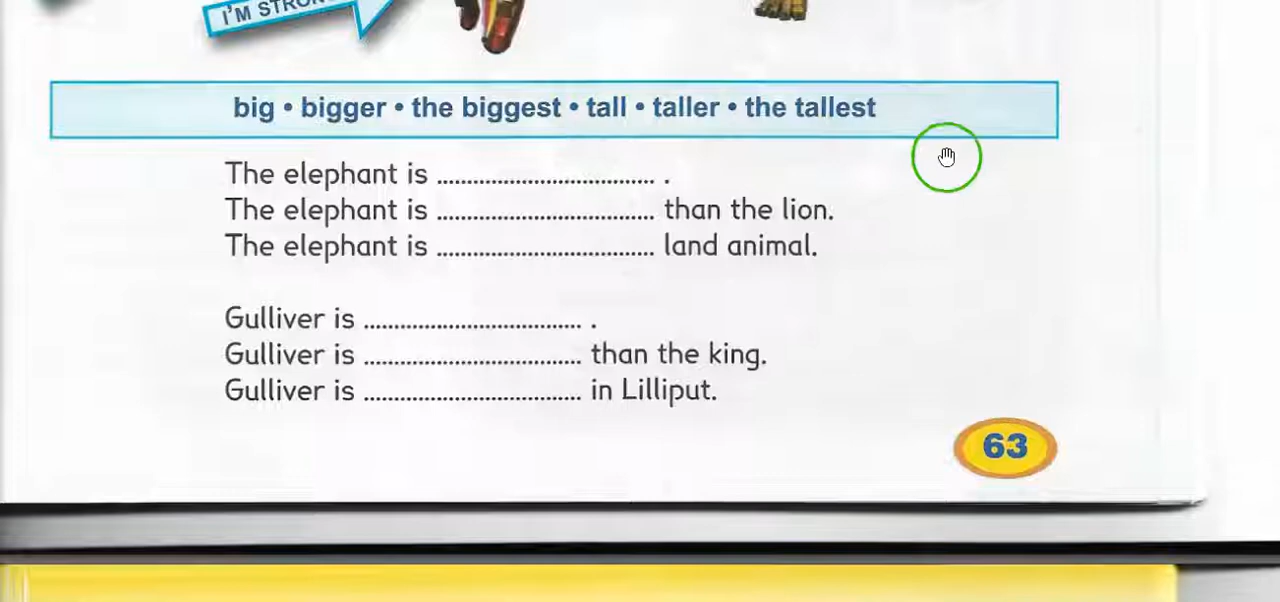 I'M STRON
big • bigger • the biggest • tall • taller • the tallest
The elephant is ..................................... .
The elephant is ..................................... than the lion.
The elephant is ..................................... land animal.
Gulliver is ..................................... .
Gulliver is ..................................... than the king.
Gulliver is ..................................... in Lilliput.
63